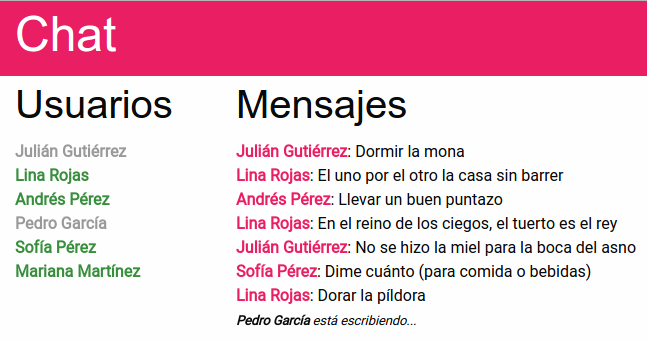 Chat
Usuarios
Julián Gutiérrez
Lina Rojas
Andrés Pérez
Pedro García
Sofía Pérez
Mariana Martínez
Mensajes
Julián Gutiérrez: Dormir la mona
Lina Rojas: El uno por el otro la casa sin barrer
Andrés Pérez: Llevar un buen puntazo
Lina Rojas: En el reino de los ciegos, el tuerto es el rey
Julián Gutiérrez: No se hizo la miel para la boca del asno
Sofía Pérez: Dime cuánto (para comida o bebidas)
Lina Rojas: Dorar la píldora
Pedro García está escribiendo...